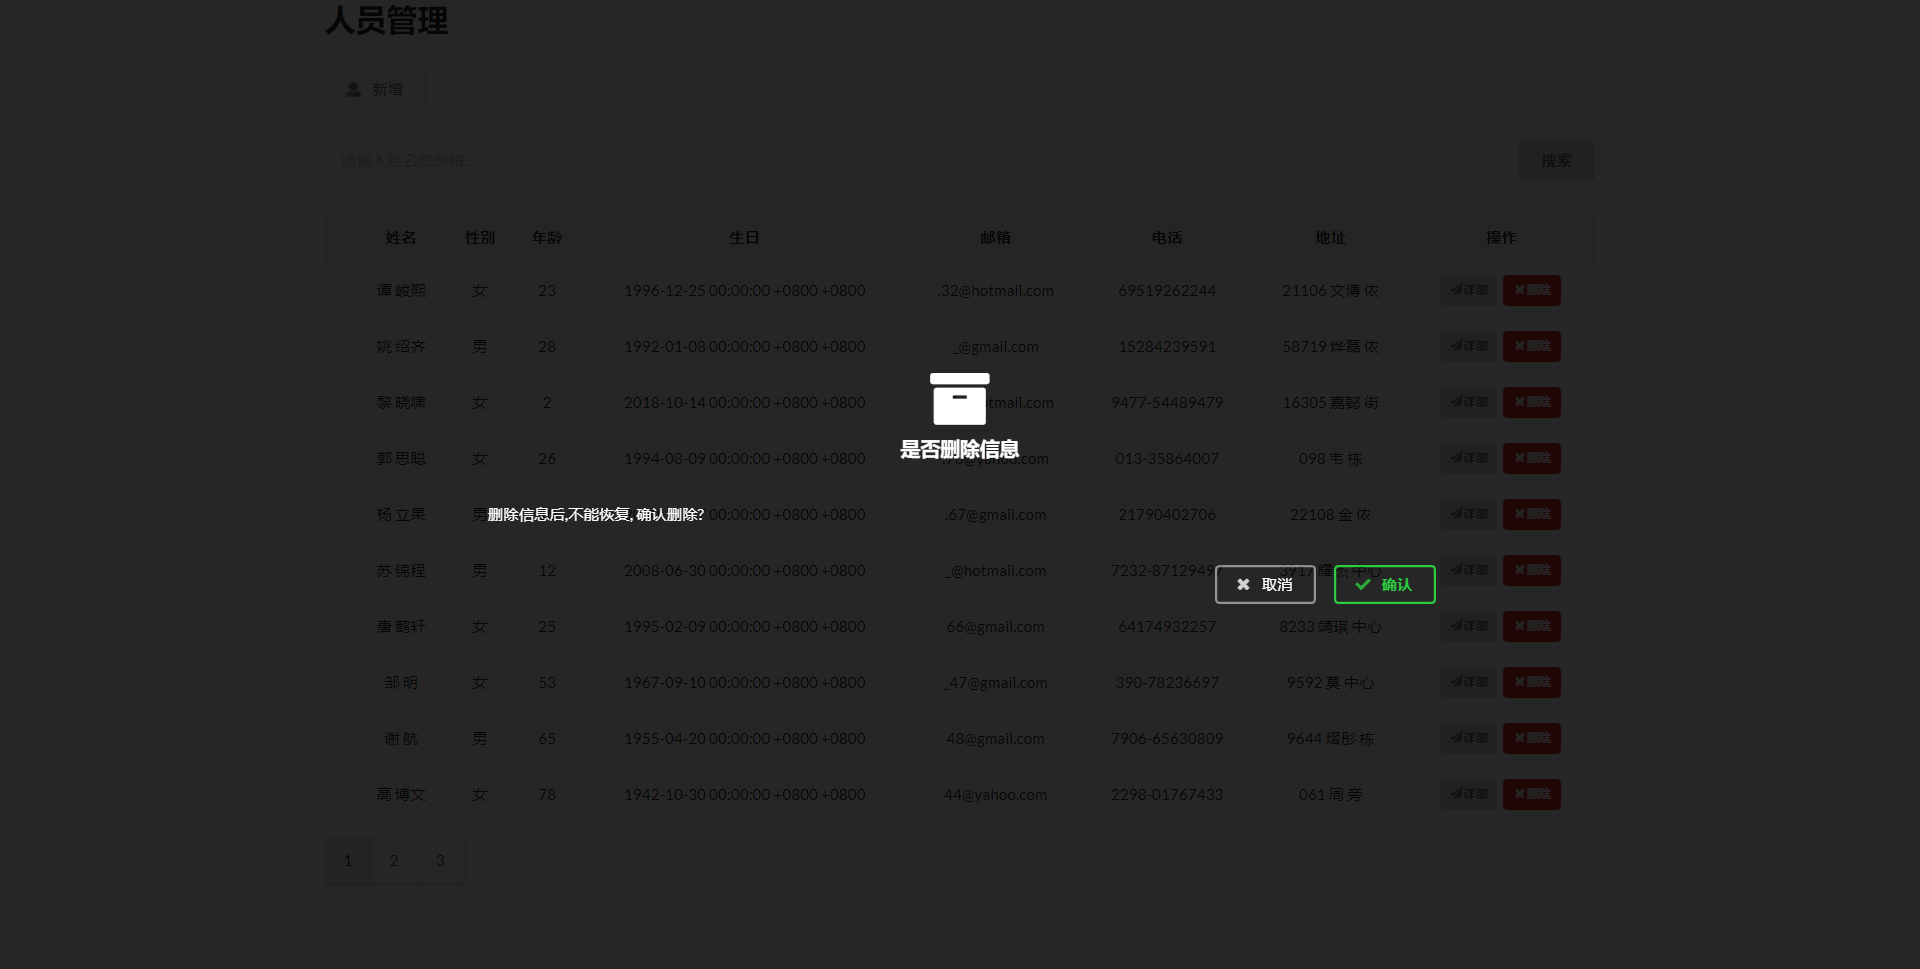 人员管理
新增
请输入姓名或邮箱... 搜索
姓名 性别 年龄 生日 邮箱 电话 地址 操作
谭 峻熙 女 23 1996-12-25 00:00:00 +0800 +0800 .32@hotmail.com 69519262244 21106 文博 侬 详细 删除
姚 绍齐 男 28 1992-01-08 00:00:00 +0800 +0800 _@gmail.com 15284239591 58719 烨磊 侬 详细 删除
黎 晓啸 女 2 2018-10-14 00:00:00 +0800 +0800 otmail.com 9477-54489479 16305 嘉懿 街 详细 删除
是否删除信息
郭 思聪 女 26 1994-08-09 00:00:00 +0800 +0800 @yahoo.com 013-35864007 098 韦 栋 详细 删除
杨 立果 男 00:00:00 +0800 +0800 .67@gmail.com 21790402706 22108 金 侬 详细 删除
删除信息后,不能恢复, 确认删除?
苏 锦程 男 12 2008-06-30 00:00:00 +0800 +0800 _@hotmail.com 7232-87129497 3917 中心 详细 删除
取消 确认
唐 鹤轩 女 25 1995-02-09 00:00:00 +0800 +0800 66@gmail.com 64174932257 8233 靖琪 中心 详细 删除
邹 明 女 53 1967-09-10 00:00:00 +0800 +0800 _47@gmail.com 390-78236697 9592 莫 中心 详细 删除
谢 航 男 65 1955-04-20 00:00:00 +0800 +0800 48@gmail.com 7906-65630809 9644 熠彤 栋 详细 删除
高 博文 女 78 1942-10-30 00:00:00 +0800 +0800 44@yahoo.com 2298-01767433 061 周 旁 详细 删除
1 2 3